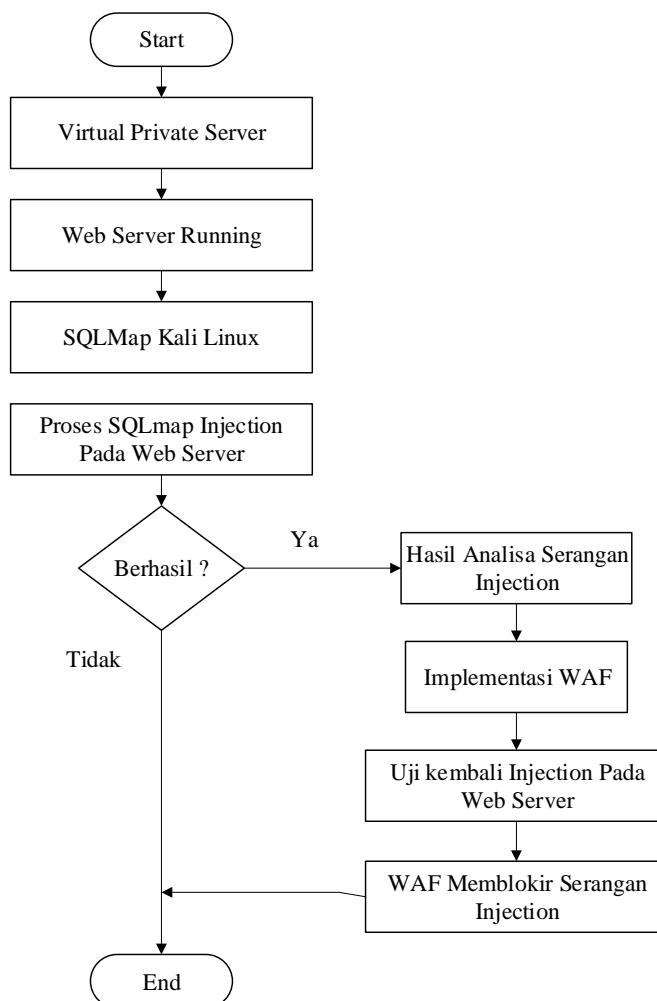 Start
Virtual Private Server
Web Server Running
SQLMap Kali Linux
Proses SQLmap Injection
Pada Web Server
Berhasil ?
Ya
Tidak
Hasil Analisa Serangan
Injection
Implementasi WAF
Uji kembali Injection Pada
Web Server
WAF Memblokir Serangan
Injection
End